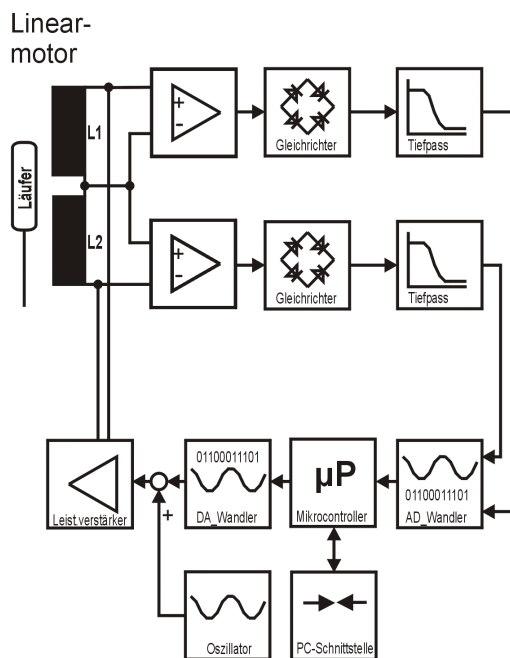 Linear-
motor
L1
+
-
Gleichrichter
Tiefpass
Läufer
L2
+
-
Gleichrichter
Tiefpass
Leist.verstärker
+
01100011101
DA_Wandler
µP
Mikrocontroller
01100011101
AD_Wandler
Oszillator
PC-Schnittstelle